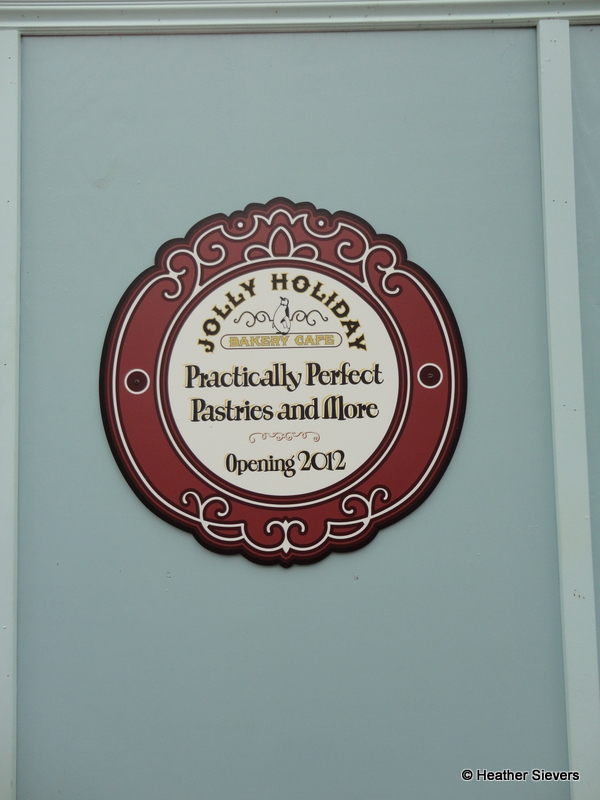 JOLLY HOLIDAY
BAKERY CAFE
Practically Perfect
Pastries and More
Opening 2012
© Heather Sievers